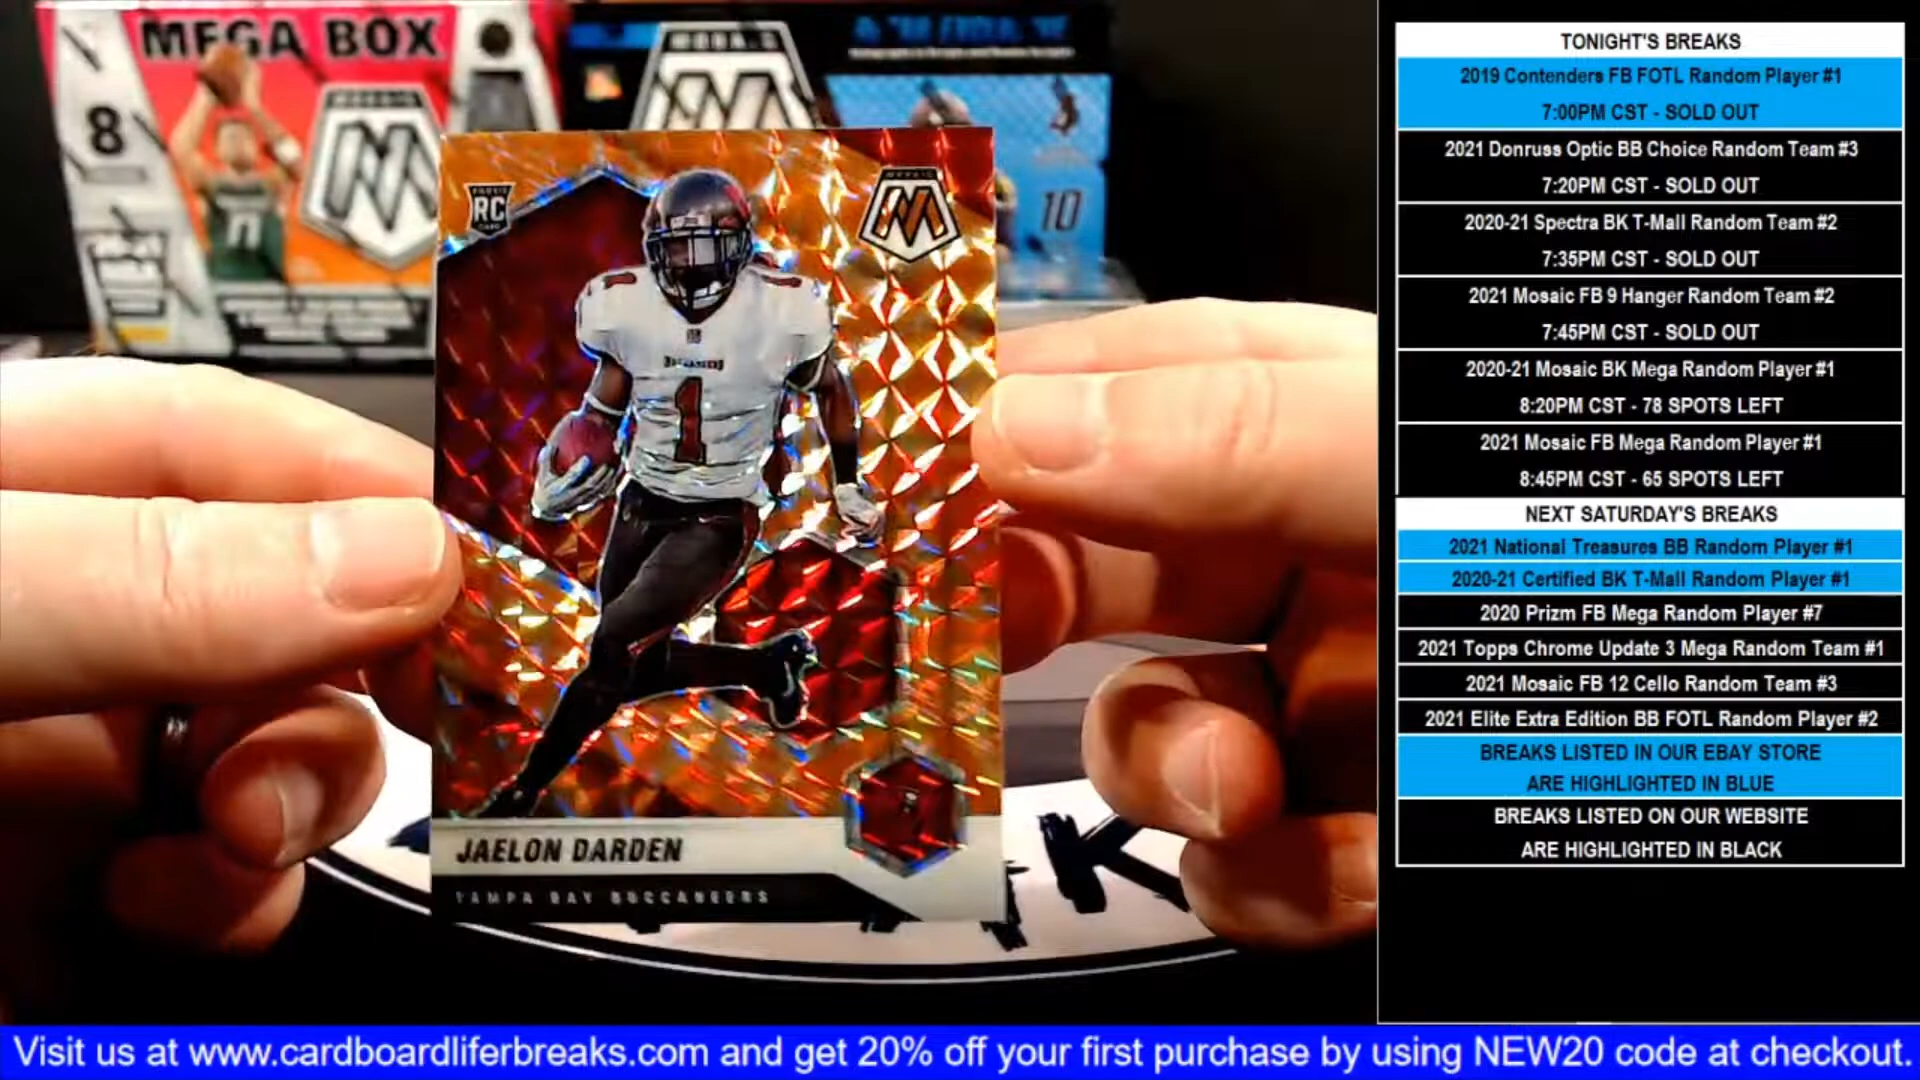 MEGA BOX
8
MOSAIC
10
RC
MOSAIC
BUCCANEERS
1
JAELON DARDEN
TAMPA BAY BUCCANEERS
TONIGHT'S BREAKS
2019 Contenders FB FOTL Random Player #1
7:00PM CST - SOLD OUT
2021 Donruss Optic BB Choice Random Team #3
7:20PM CST - SOLD OUT
2020-21 Spectra BK T-Mall Random Team #2
7:35PM CST - SOLD OUT
2021 Mosaic FB 9 Hanger Random Team #2
7:45PM CST - SOLD OUT
2020-21 Mosaic BK Mega Random Player #1
8:20PM CST - 78 SPOTS LEFT
2021 Mosaic FB Mega Random Player #1
8:45PM CST - 65 SPOTS LEFT
NEXT SATURDAY'S BREAKS
2021 National Treasures BB Random Player #1
2020-21 Certified BK T-Mall Random Player #1
2020 Prizm FB Mega Random Player #7
2021 Topps Chrome Update 3 Mega Random Team #1
2021 Mosaic FB 12 Cello Random Team #3
2021 Elite Extra Edition BB FOTL Random Player #2
BREAKS LISTED IN OUR EBAY STORE
ARE HIGHLIGHTED IN BLUE
BREAKS LISTED ON OUR WEBSITE
ARE HIGHLIGHTED IN BLACK
Visit us at www.cardboardliferbreaks.com and get 20% off your first purchase by using NEW20 code at checkout.